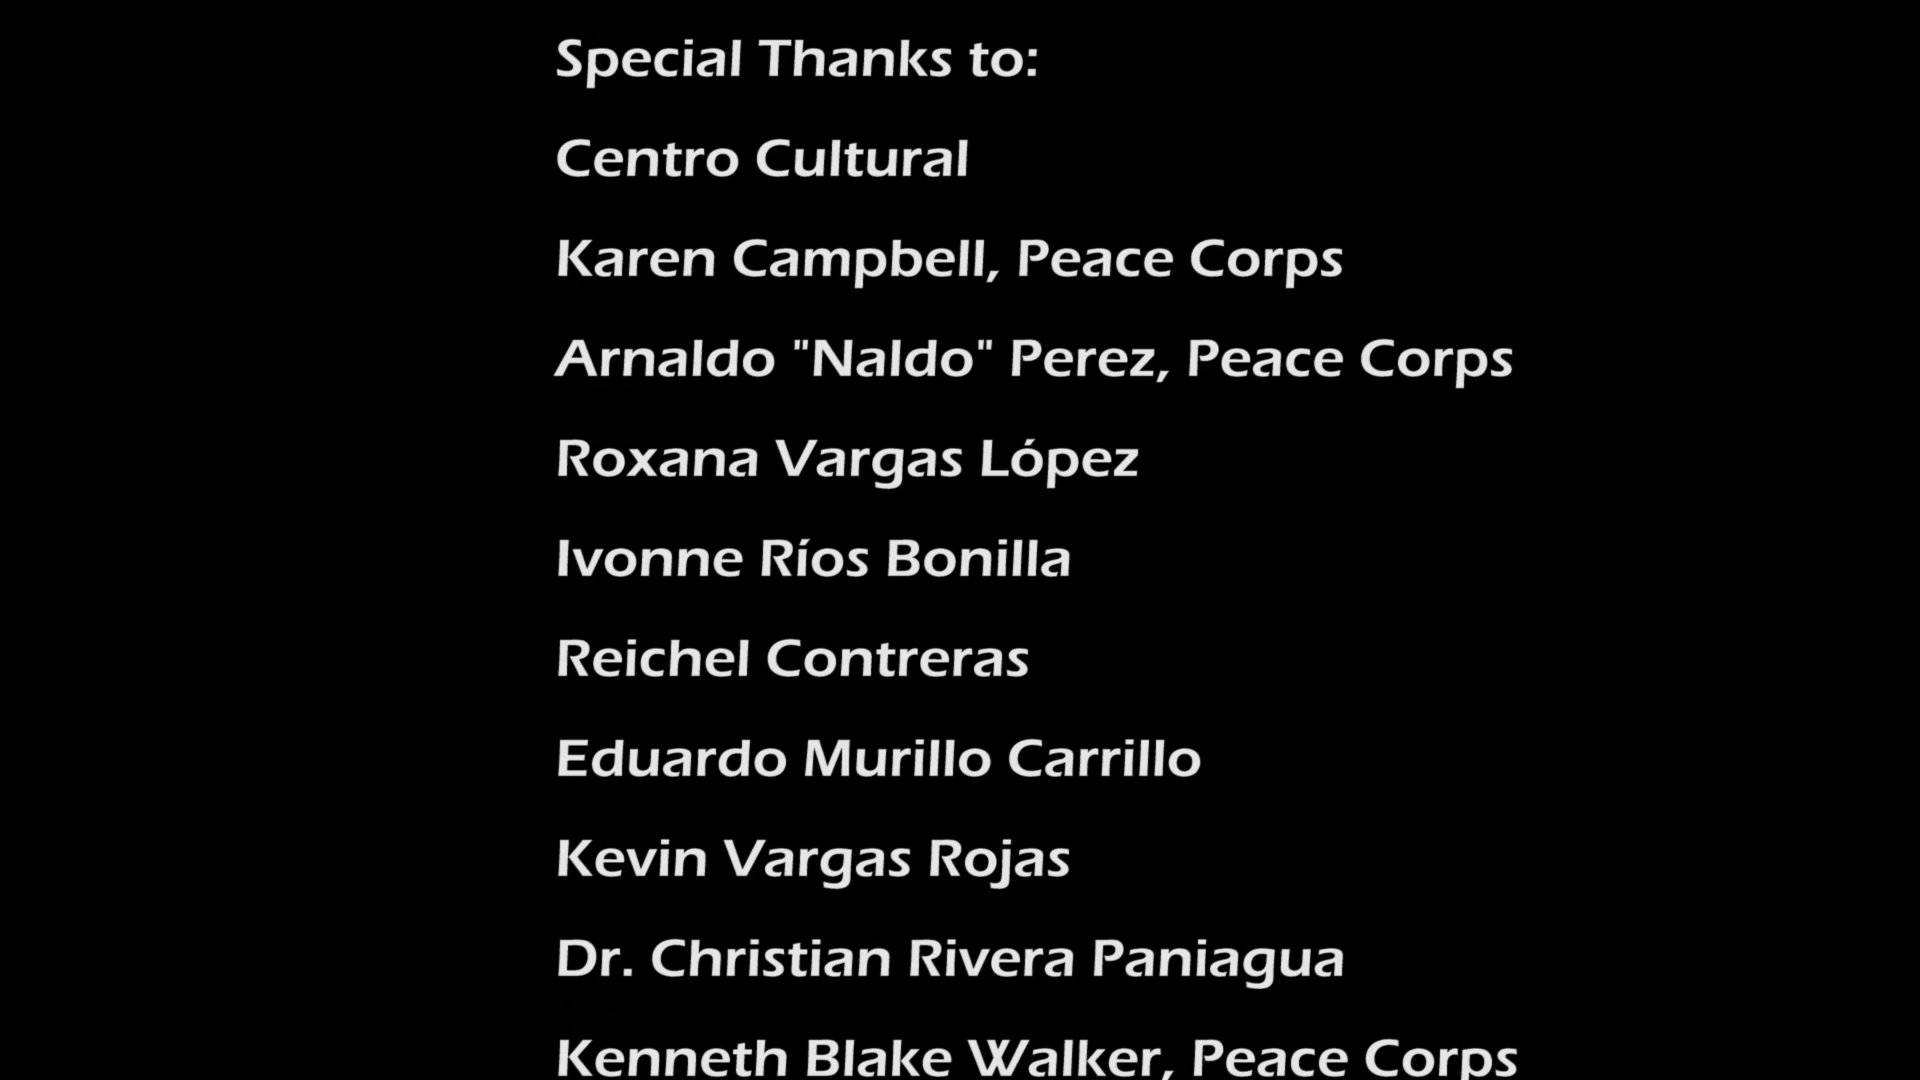 Special Thanks to:
Centro Cultural
Karen Campbell, Peace Corps
Arnaldo "Naldo" Perez, Peace Corps
Roxana Vargas López
Ivonne Ríos Bonilla
Reichel Contreras
Eduardo Murillo Carrillo
Kevin Vargas Rojas
Dr. Christian Rivera Paniagua
Kenneth Blake Walker, Peace Corps